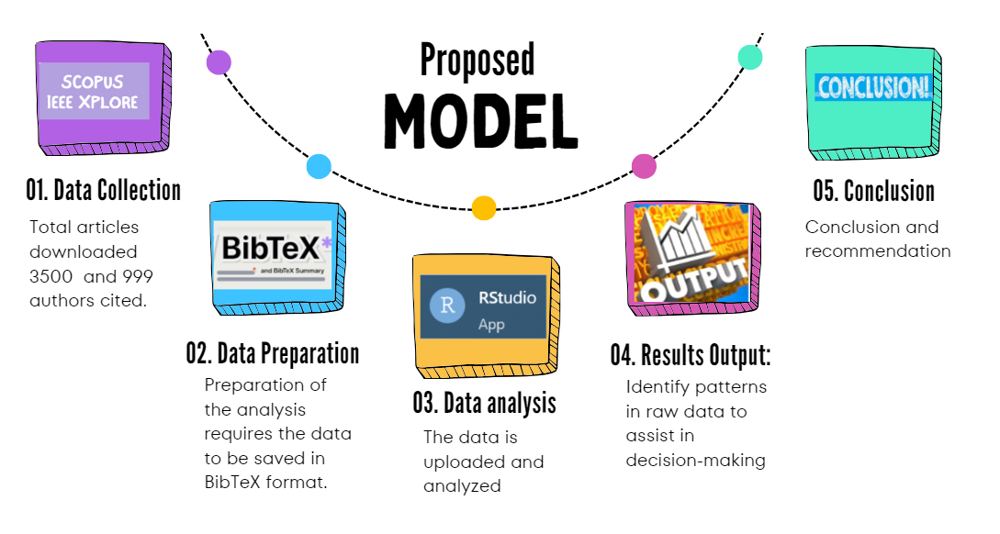 Proposed
MODEL
SCOPUS
IEEE XPLORE
01. Data Collection
Total articles
downloaded
3500 and 999
authors cited.
BibTeX*
and BibTeX Summary
02. Data Preparation
Preparation of
the analysis
requires the data
to be saved in
BibTeX format.
R
RStudio
App
03. Data analysis
The data is
uploaded and
analyzed
OUTPUT
04. Results Output:
Identify patterns
in raw data to
assist in
decision-making
CONCLUSION!
05. Conclusion
Conclusion and
recommendation